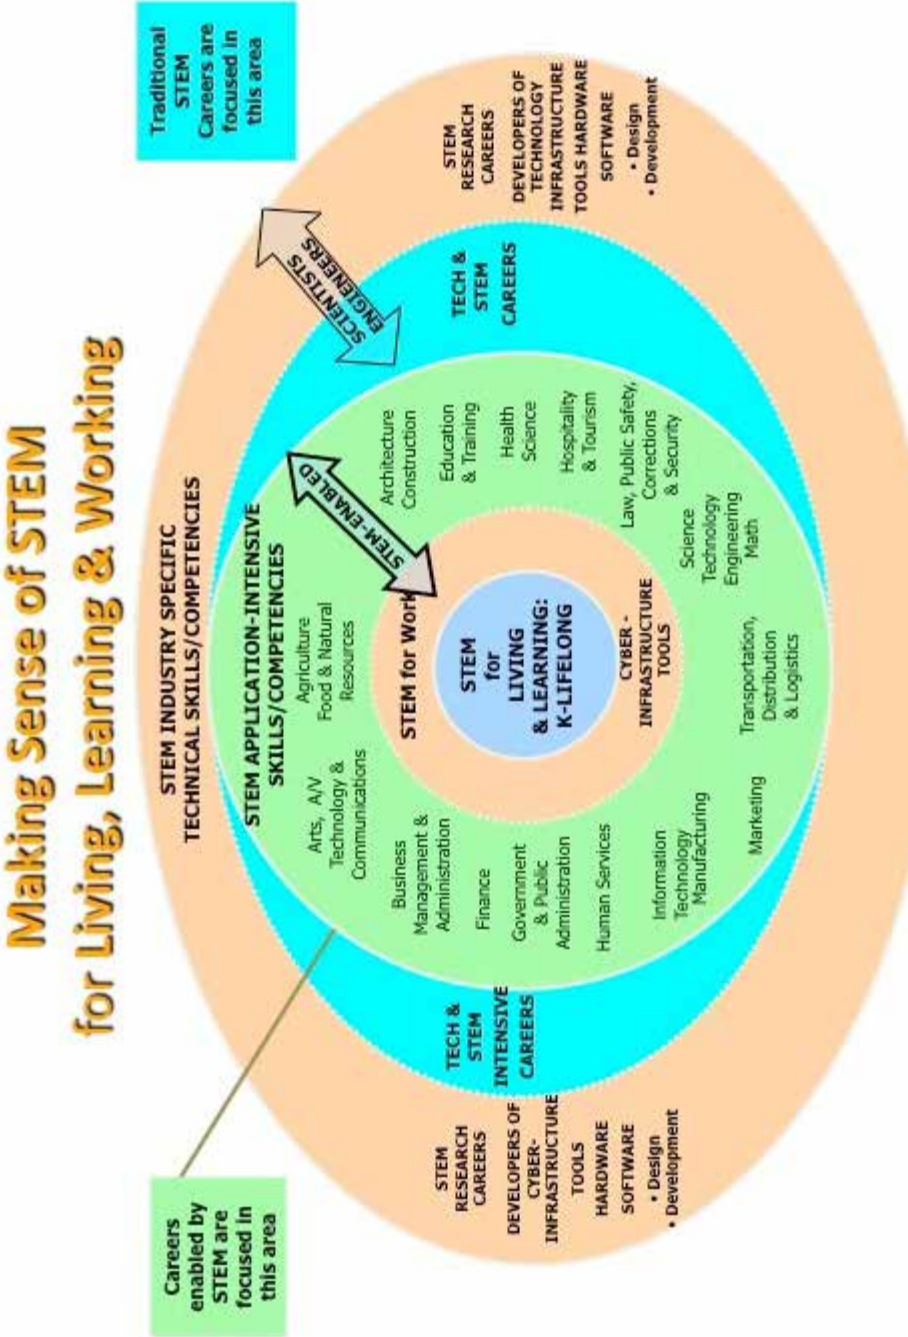 Making Sense of STEM
for Living, Learning & Working
Careers
enabled by
STEM are
focused in
this area
Traditional
STEM
Careers are
focused in
this area
STEM INDUSTRY SPECIFIC
TECHNICAL SKILLS/COMPETENCIES
SCIENTISTS
ENGIENEERS
STEM APPLICATION-INTENSIVE
SKILLS/COMPETENCIES
STEM-ENABLED
Arts, A/V
Technology &
Communications
Agriculture
Food & Natural
Resources
Architecture
Construction
Business
Management &
Administration
STEM for Work
Education
& Training
Finance
Health
Science
Government
& Public
Administration
Hospitality
& Tourism
Human Services
Law, Public Safety,
Corrections
& Security
Information
Technology
Manufacturing
Science
Technology
Engineering
Math
Marketing
Transportation,
Distribution
& Logistics
STEM
for
LIVING
& LEARNING:
K-LIFELONG
CYBER -
INFRASTRUCTURE
TOOLS
TECH &
STEM
INTENSIVE
CAREERS
TECH &
STEM
CAREERS
STEM
RESEARCH
CAREERS
DEVELOPERS OF
CYBER-
INFRASTRUCTURE
TOOLS
HARDWARE
SOFTWARE
• Design
• Development
STEM
RESEARCH
CAREERS
DEVELOPERS OF
TECHNOLOGY
INFRASTRUCTURE
TOOLS HARDWARE
SOFTWARE
• Design
• Development